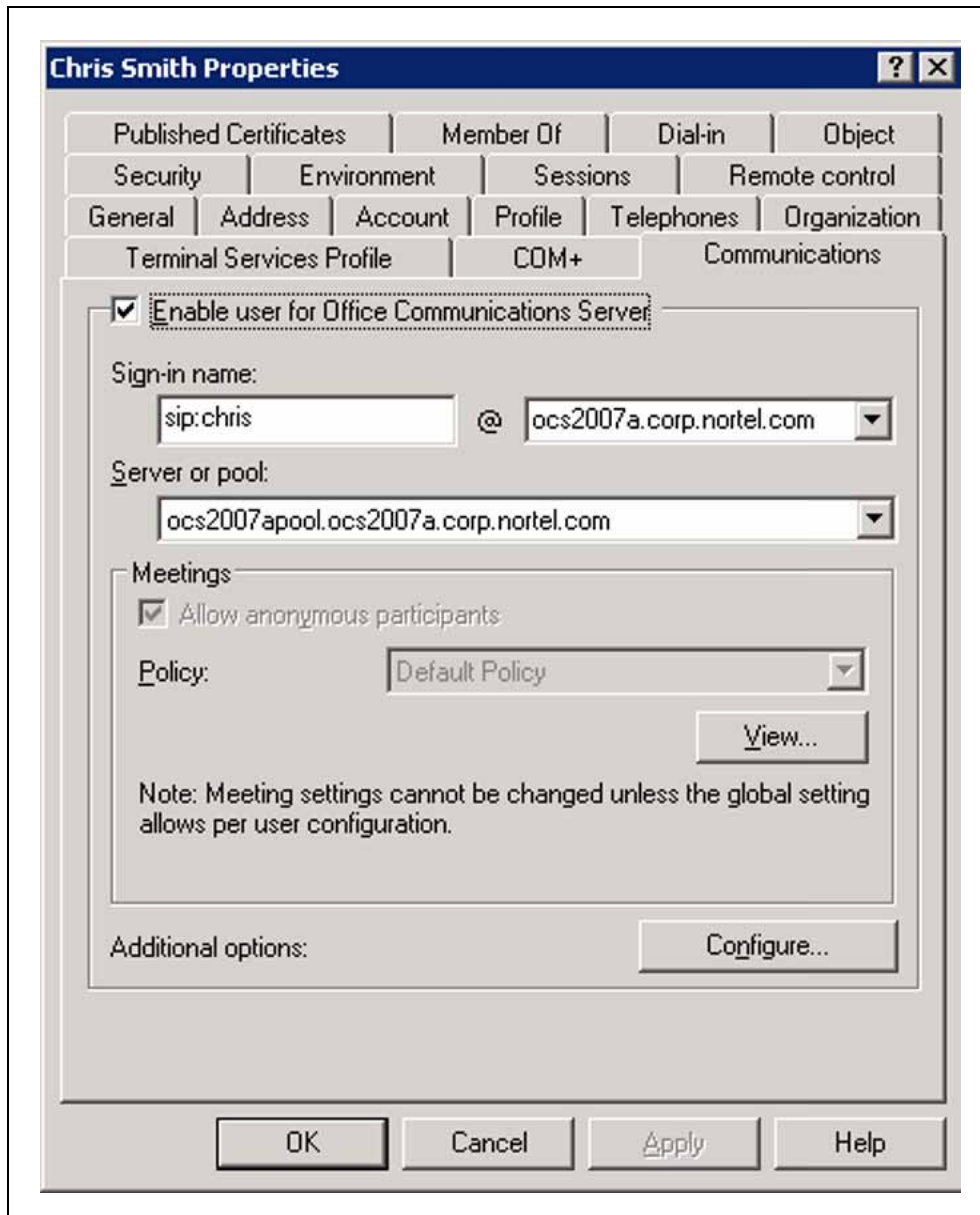 Chris Smith Properties
Published Certificates Member Of Dial-in Object
Security Environment Sessions Remote control
General Address Account Profile Telephones Organization
Terminal Services Profile COM+ Communications
Enable user for Office Communications Server
Sign-in name:
sip:chris @ ocs2007a.corp.nortel.com
Server or pool:
ocs2007apool.ocs2007a.corp.nortel.com
Meetings
Allow anonymous participants
Policy: Default Policy
View...
Note: Meeting settings cannot be changed unless the global setting
allows per user configuration.
Additional options: Configure...
OK Cancel Apply Help